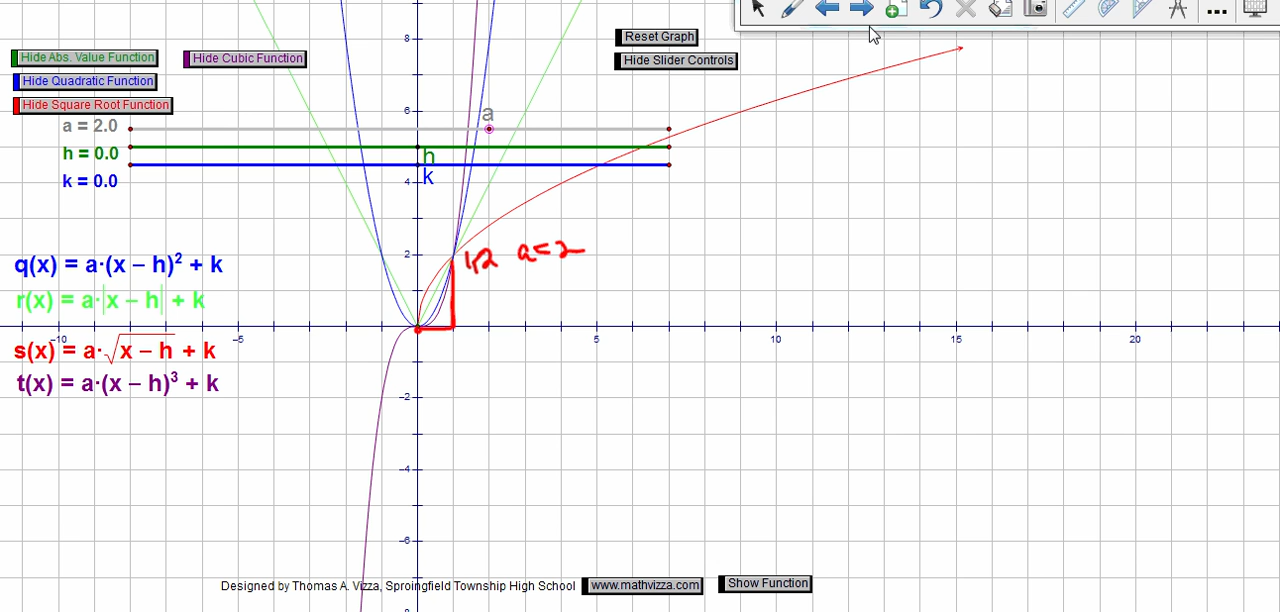 8
Reset Graph
Hide Abs. Value Function
Hide Cubic Function
Hide Slider Controls
Hide Quadratic Function
Hide Square Root Function
6
a
a = 2.0
h = 0.0
h
k = 0.0
4
k
2
1,2 a=2
q(x) = a·(x – h)² + k
r(x) = a·|x – h| + k
−10 −5 5 10 15 20
s(x) = a·√x – h + k
t(x) = a·(x – h)³ + k
−2
−4
−6
Designed by Thomas A. Vizza, Sproingfield Township High School
www.mathvizza.com
Show Function
8